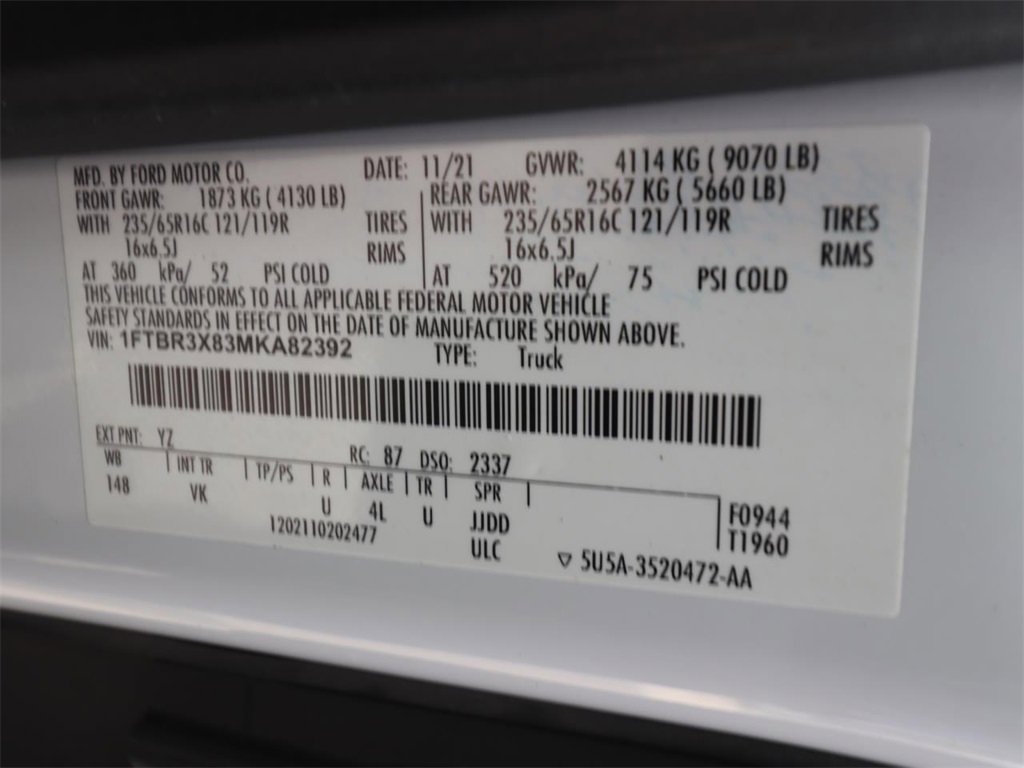 MFD. BY FORD MOTOR CO. DATE: 11/21 GVWR: 4114 KG ( 9070 LB)
FRONT GAWR: 1873 KG ( 4130 LB) REAR GAWR: 2567 KG ( 5660 LB)
WITH 235/65R16C 121/119R TIRES WITH 235/65R16C 121/119R TIRES
16x6.5J RIMS 16x6.5J RIMS
AT 360 kPa/ 52 PSI COLD AT 520 kPa/ 75 PSI COLD
THIS VEHICLE CONFORMS TO ALL APPLICABLE FEDERAL MOTOR VEHICLE
SAFETY STANDARDS IN EFFECT ON THE DATE OF MANUFACTURE SHOWN ABOVE.
VIN: 1FTBR3X83MKA82392 TYPE: Truck
EXT PNT: YZ RC: 87 DSO: 2337
WB INT TR TP/PS R AXLE TR SPR
148 VK U 4L U JJDD F0944
1202110202477 ULC T1960
▽ 5U5A-3520472-AA